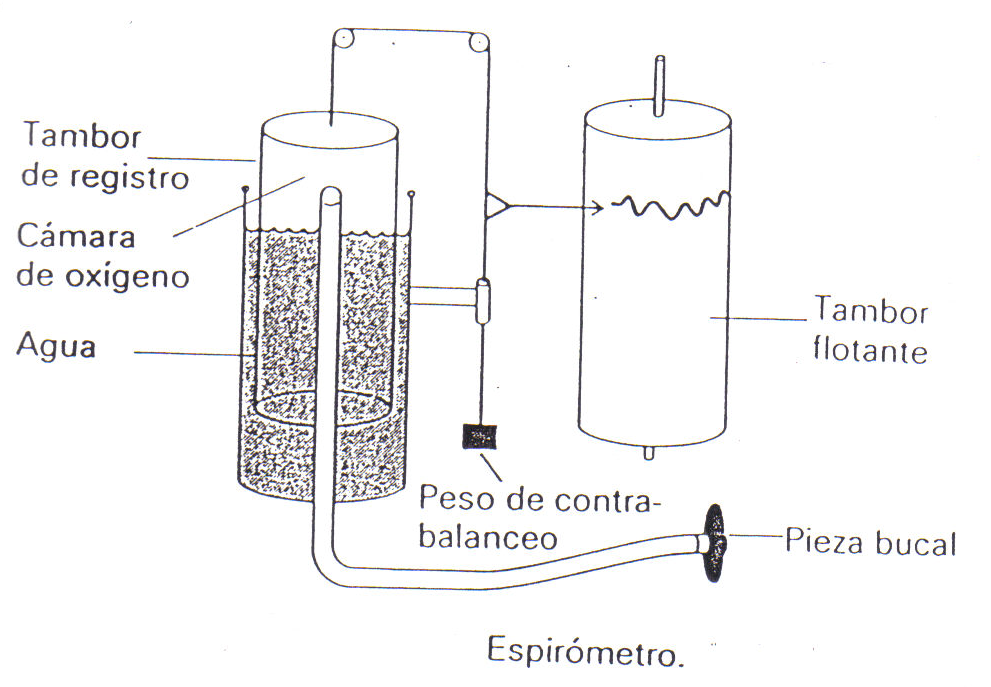 Tambor
de registro
Cámara
de oxígeno
Agua
Tambor
flotante
Peso de contra-
balanceo
Pieza bucal
Espirómetro.